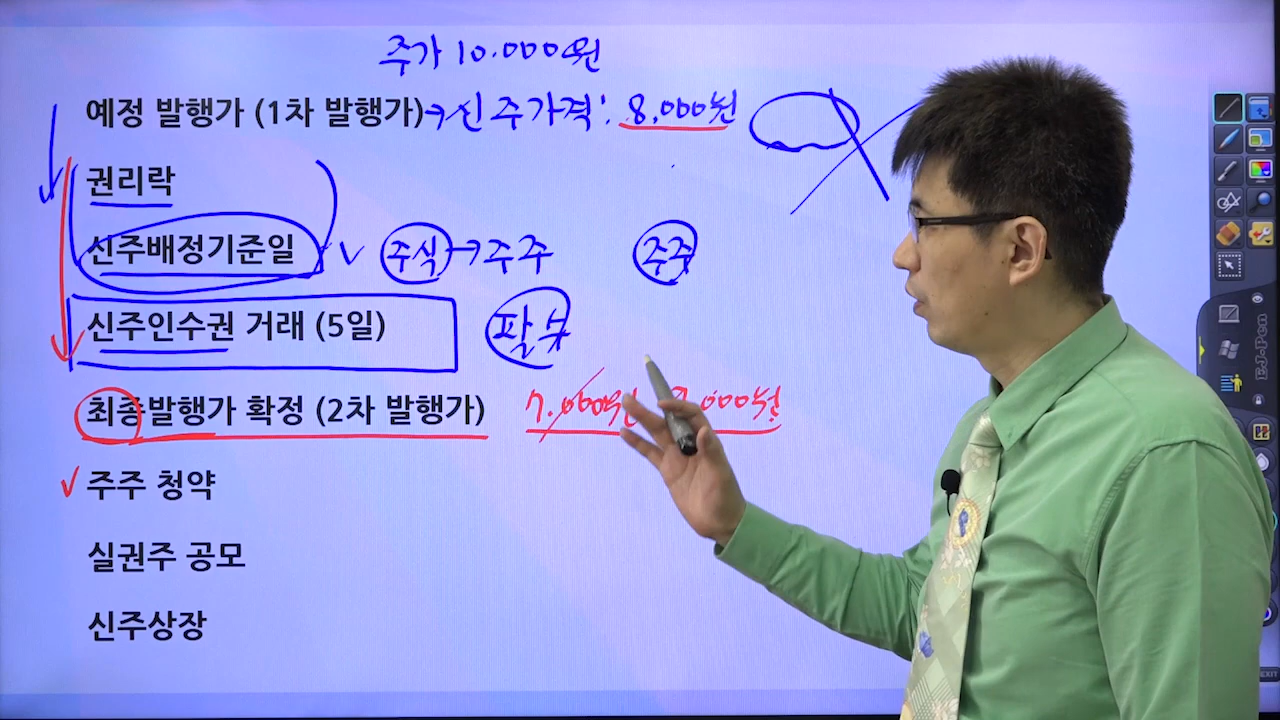 주가 10.000원
예정 발행가 (1차 발행가)→신주가격: 8,000원
권리락
신주배정기준일 ✓ 주식→주주 주주
신주인수권 거래 (5일)
최종발행가 확정 (2차 발행가) 7.000원
주주 청약
실권주 공모
신주상장
EJ-Pen
EXIT